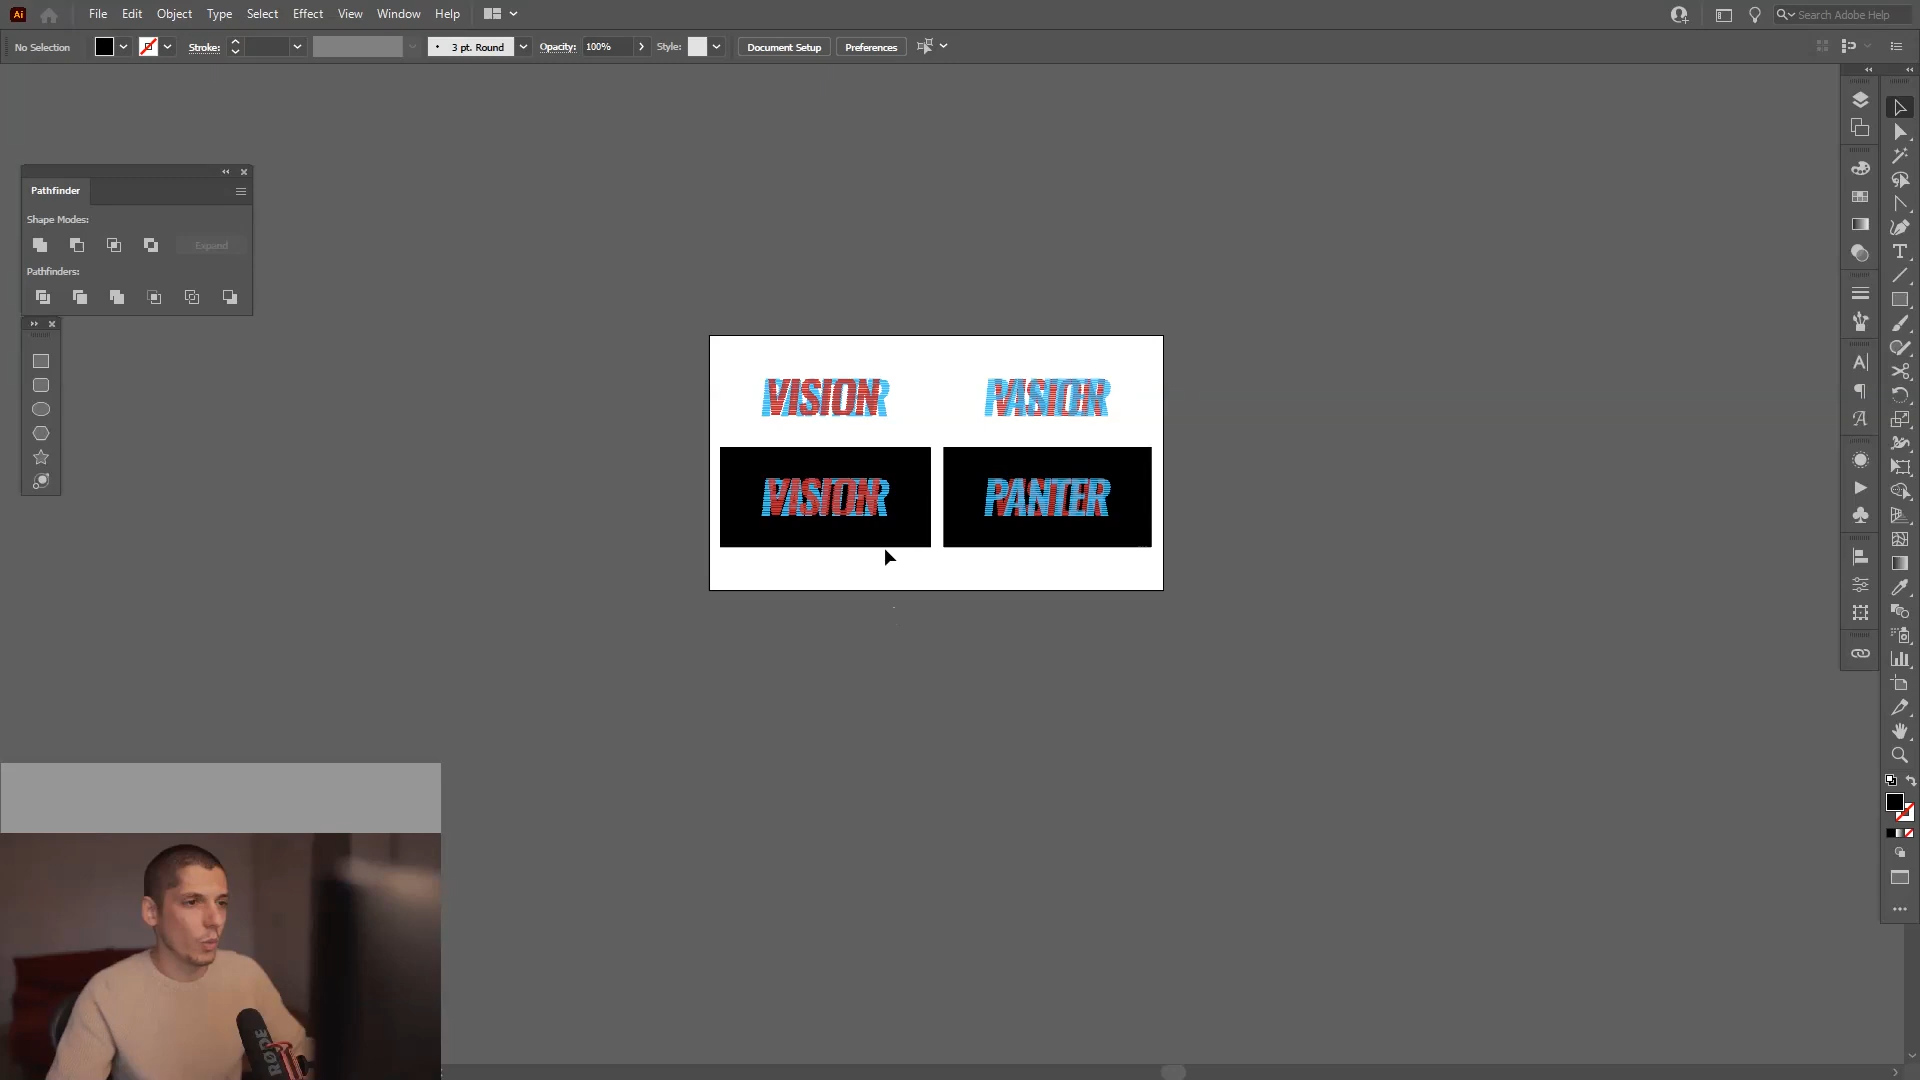 Ai File Edit Object Type Select Effect View Window Help Search Adobe Help
No Selection Stroke: 3 pt. Round Opacity: 100% Style: Document Setup Preferences
Pathfinder
Shape Modes:
Expand
Pathfinders:
VISION
PANTER
RØDE